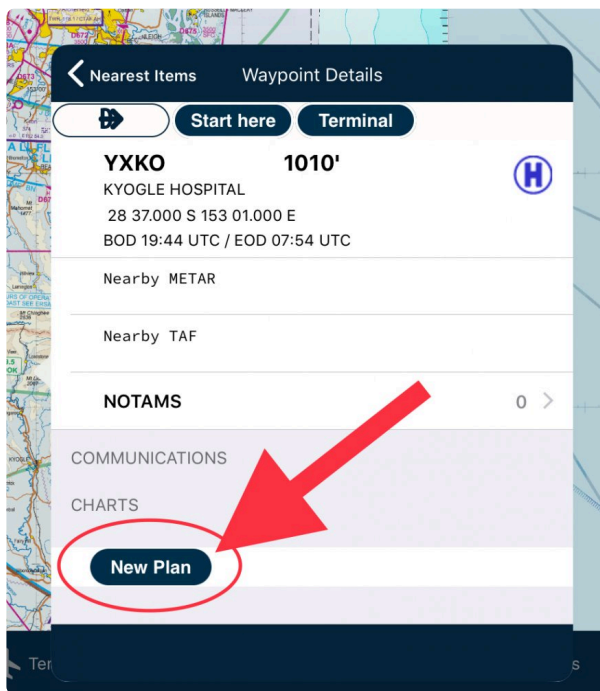 Nearest Items
Waypoint Details
Start here
Terminal
YXKO 1010'
KYOGLE HOSPITAL
28 37.000 S 153 01.000 E
BOD 19:44 UTC / EOD 07:54 UTC
H
Nearby METAR
Nearby TAF
NOTAMS 0
COMMUNICATIONS
CHARTS
New Plan
Ter
s